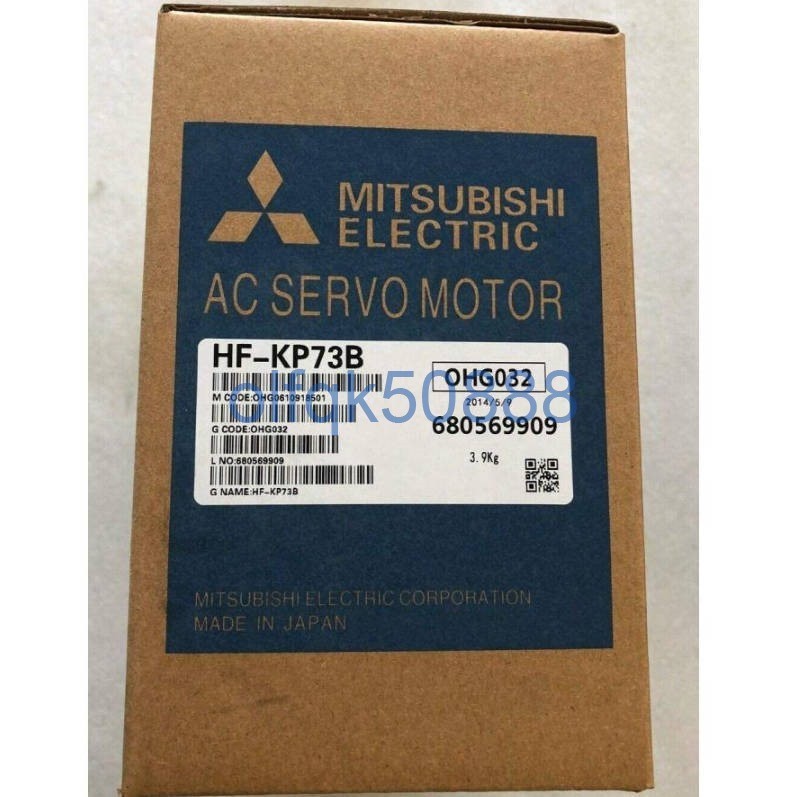 MITSUBISHI
ELECTRIC
AC SERVO MOTOR
HF-KP73B
OHG032
M CODE:OHG0610918501
2014/5/9
680569909
G CODE:OHG032
3.9Kg
L NO:680569909
G NAME:HF-KP73B
olfqk50888
MITSUBISHI ELECTRIC CORPORATION
MADE IN JAPAN